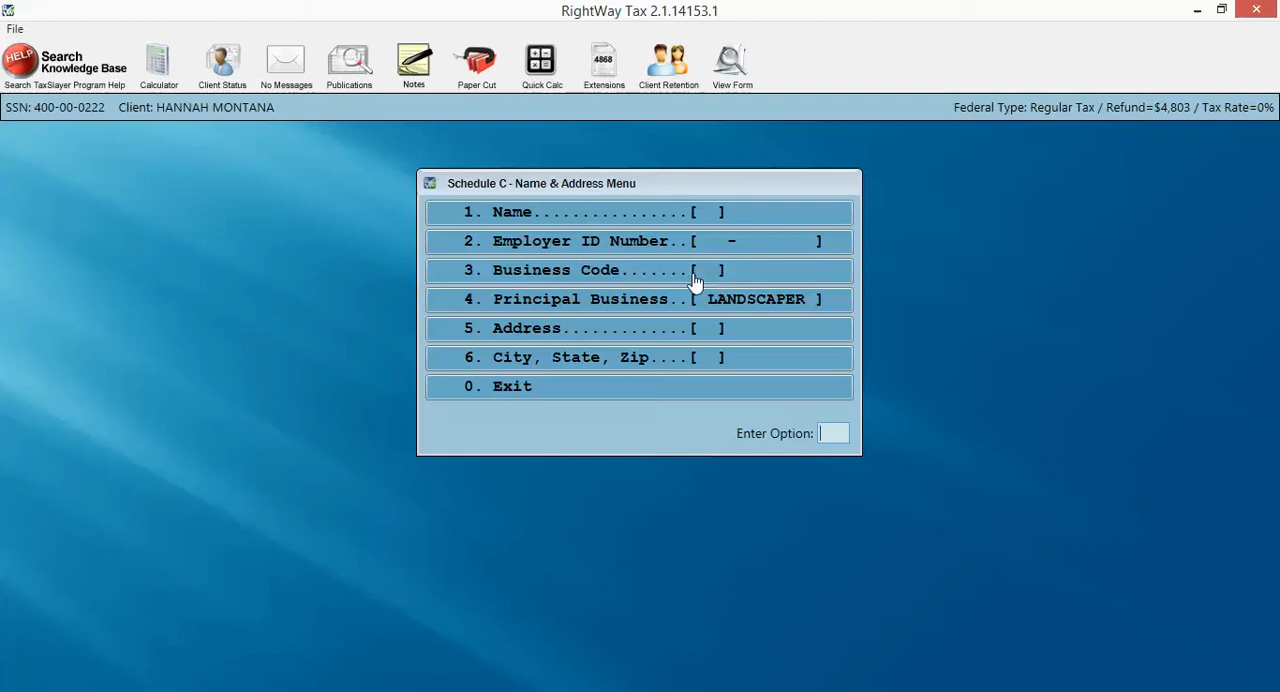 RightWay Tax 2.1.14153.1
File
HELP Search Knowledge Base
4868
Search TaxSlayer Program Help Calculator Client Status No Messages Publications Notes Paper Cut Quick Calc Extensions Client Retention View Form
SSN: 400-00-0222 Client: HANNAH MONTANA Federal Type: Regular Tax / Refund=$4,803 / Tax Rate=0%
Schedule C - Name & Address Menu
1. Name................[ ]
2. Employer ID Number..[ - ]
3. Business Code.......[ ]
4. Principal Business..[ LANDSCAPER ]
5. Address.............[ ]
6. City, State, Zip....[ ]
0. Exit
Enter Option: